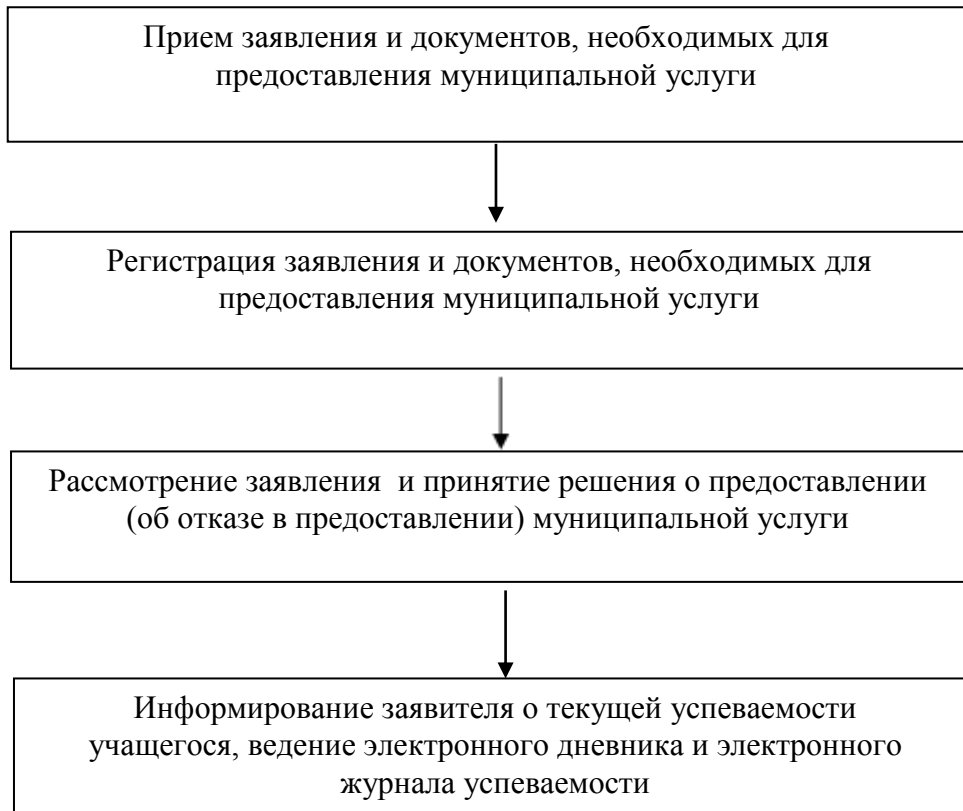 Прием заявления и документов, необходимых для
предоставления муниципальной услуги
Регистрация заявления и документов, необходимых для
предоставления муниципальной услуги
Рассмотрение заявления  и принятие решения о предоставлении
(об отказе в предоставлении) муниципальной услуги
Информирование заявителя о текущей успеваемости
учащегося, ведение электронного дневника и электронного
журнала успеваемости